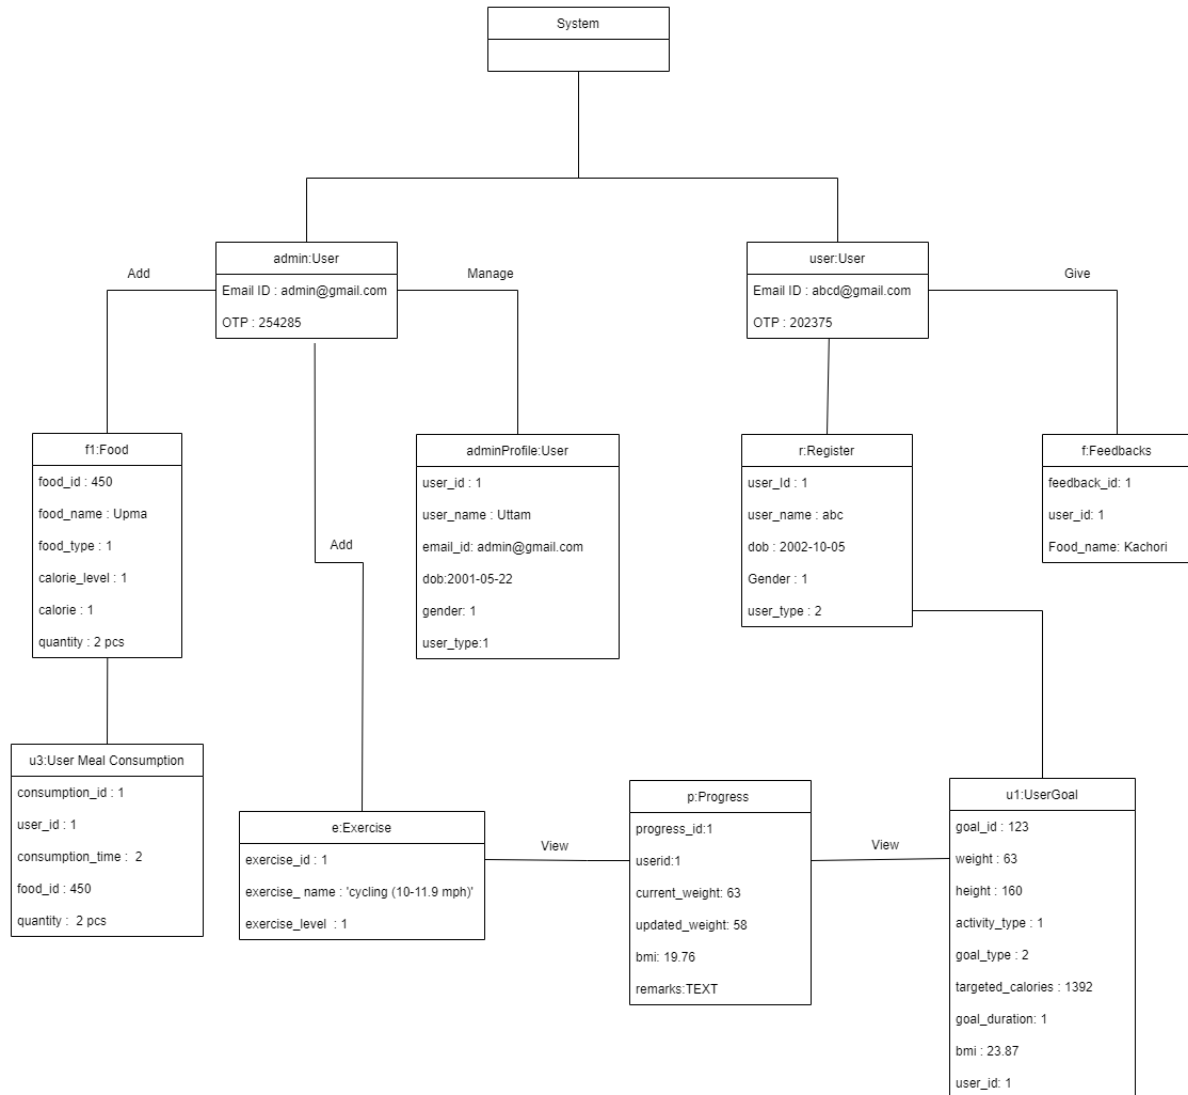 System
admin:User
Email ID : admin@gmail.com
OTP : 254285
user:User
Email ID : abcd@gmail.com
OTP : 202375
Add
Manage
Give
f1:Food
food_id : 450
food_name : Upma
food_type : 1
calorie_level : 1
calorie : 1
quantity : 2 pcs
Add
adminProfile:User
user_id : 1
user_name : Uttam
email_id: admin@gmail.com
dob:2001-05-22
gender: 1
user_type:1
r:Register
user_Id : 1
user_name : abc
dob : 2002-10-05
Gender : 1
user_type : 2
f:Feedbacks
feedback_id: 1
user_id: 1
Food_name: Kachori
u3:User Meal Consumption
consumption_id : 1
user_id : 1
consumption_time :  2
food_id : 450
quantity :  2 pcs
e:Exercise
exercise_id : 1
exercise_ name : 'cycling (10-11.9 mph)'
exercise_level  : 1
View
p:Progress
progress_id:1
userid:1
current_weight: 63
updated_weight: 58
bmi: 19.76
remarks:TEXT
View
u1:UserGoal
goal_id : 123
weight : 63
height : 160
activity_type : 1
goal_type : 2
targeted_calories : 1392
goal_duration: 1
bmi : 23.87
user_id: 1